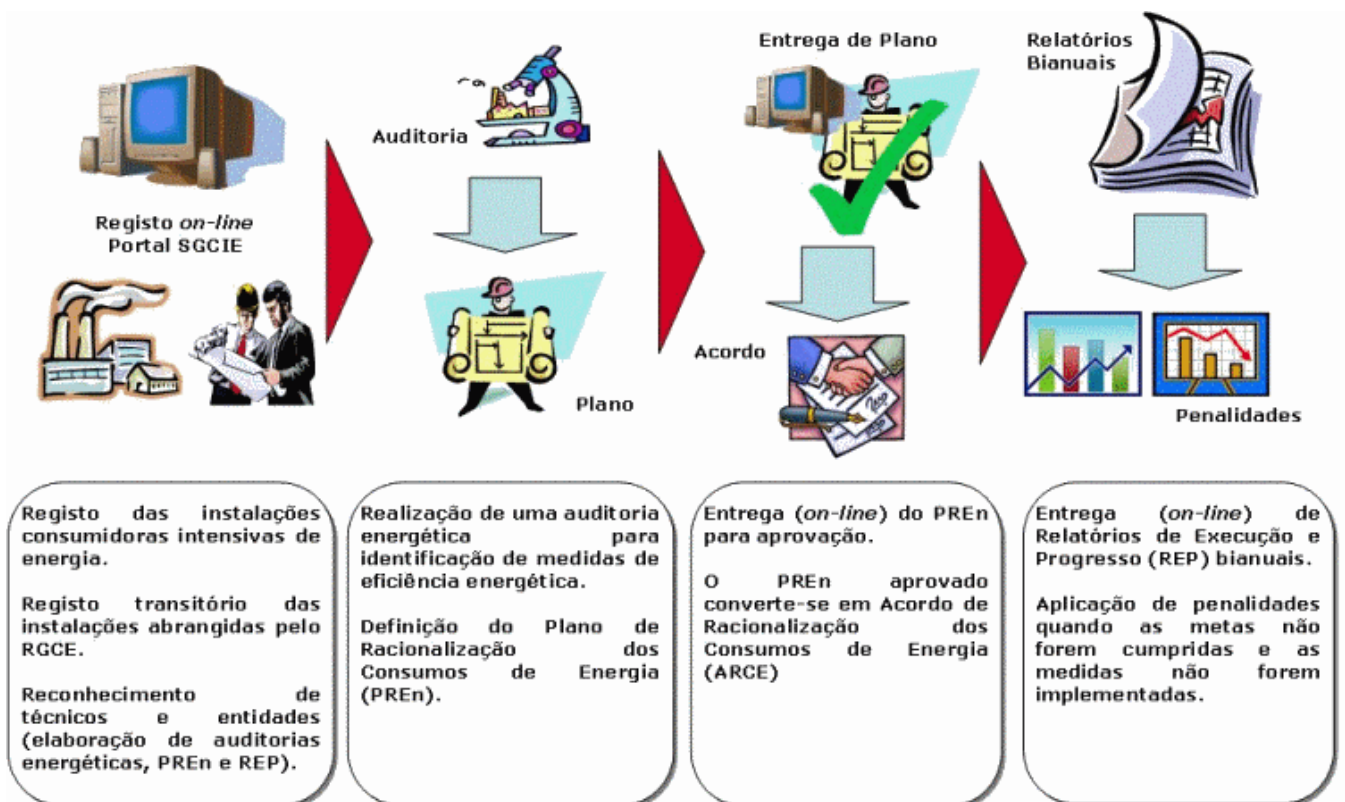 Registo on-line
Portal SGCIE
Auditoria
Plano
Entrega de Plano
Acordo
Relatórios
Bianuais
Penalidades
Registo das instalações
consumidoras intensivas de
energia.
Registo transitório das
instalações abrangidas pelo
RGCE.
Reconhecimento de
técnicos e entidades
(elaboração de auditorias
energéticas, PREn e REP).
Realização de uma auditoria
energética para
identificação de medidas de
eficiência energética.
Definição do Plano de
Racionalização dos
Consumos de Energia
(PREn).
Entrega (on-line) do PREn
para aprovação.
O PREn aprovado
converte-se em Acordo de
Racionalização dos
Consumos de Energia
(ARCE)
Entrega (on-line) de
Relatórios de Execução e
Progresso (REP) bianuais.
Aplicação de penalidades
quando as metas não
forem cumpridas e as
medidas não forem
implementadas.